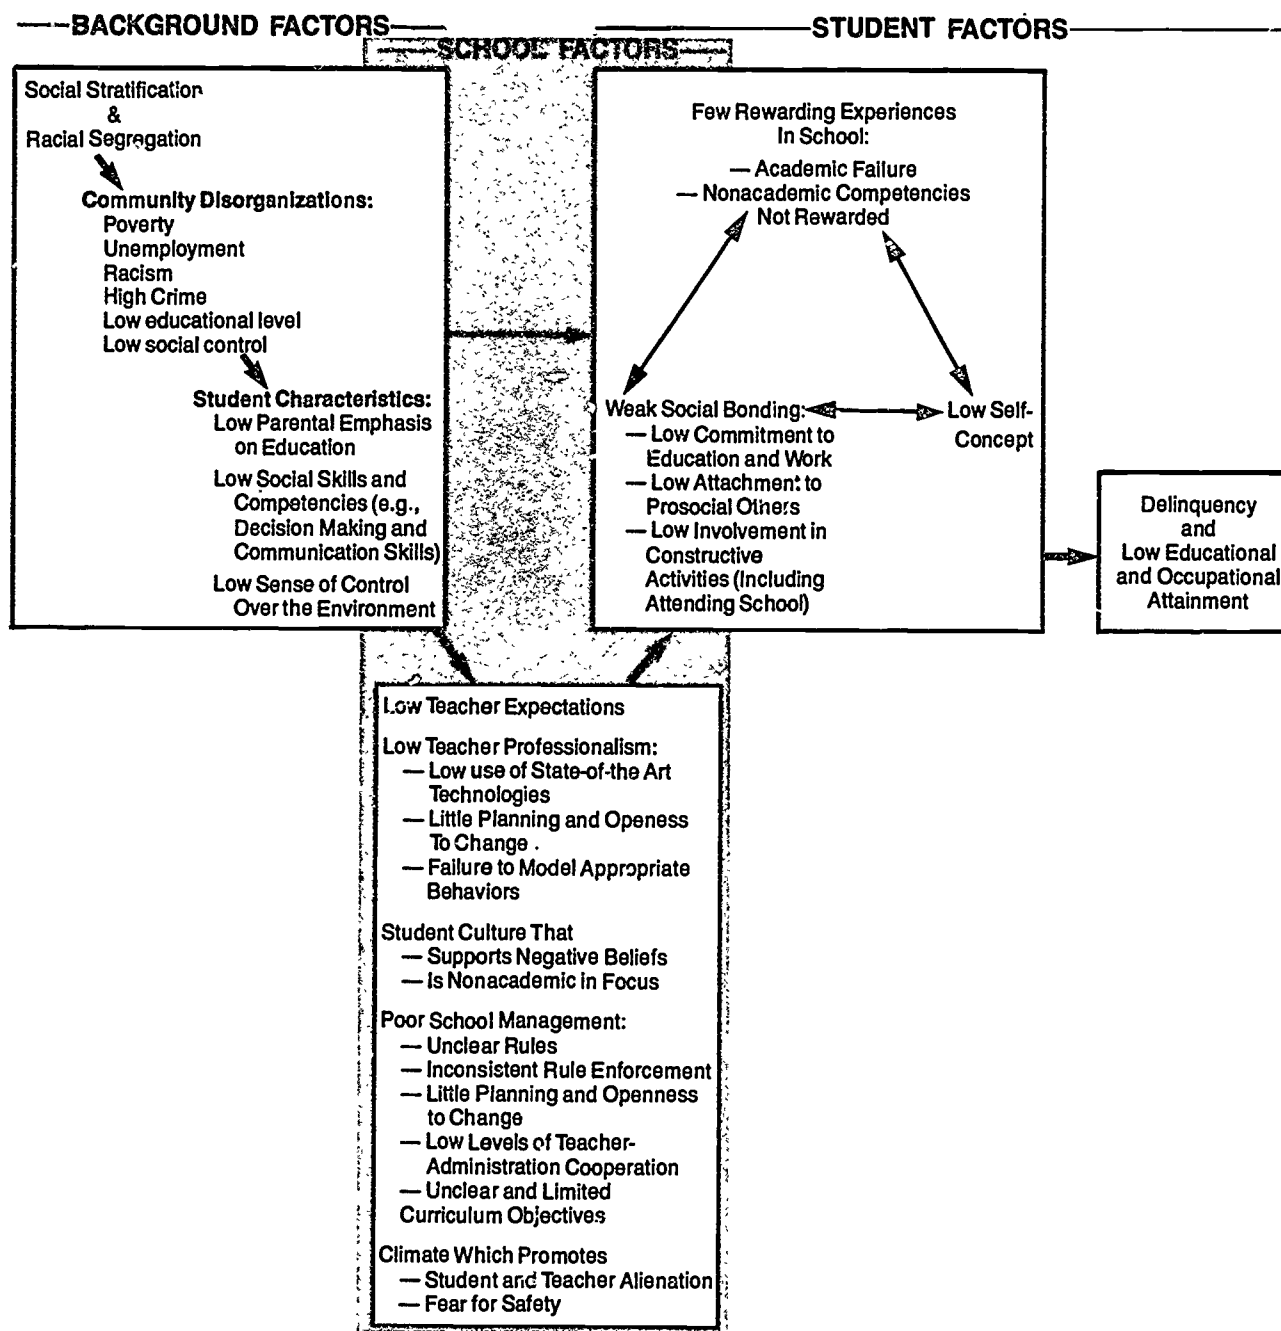 BACKGROUND FACTORS
SCHOOL FACTORS
STUDENT FACTORS
Social Stratification
&
Racial Segregation
Community Disorganizations:
Poverty
Unemployment
Racism
High Crime
Low educational level
Low social control
Student Characteristics:
Low Parental Emphasis
on Education
Low Social Skills and
Competencies (e.g.,
Decision Making and
Communication Skills)
Low Sense of Control
Over the Environment
Few Rewarding Experiences
In School:
— Academic Failure
— Nonacademic Competencies
Not Rewarded
Weak Social Bonding:
— Low Commitment to
Education and Work
— Low Attachment to
Prosocial Others
— Low Involvement in
Constructive
Activities (Including
Attending School)
Low Self-
Concept
Delinquency
and
Low Educational
and Occupational
Attainment
Low Teacher Expectations
Low Teacher Professionalism:
— Low use of State-of-the Art
Technologies
— Little Planning and Openess
To Change .
— Failure to Model Appropriate
Behaviors
Student Culture That
— Supports Negative Beliefs
— Is Nonacademic in Focus
Poor School Management:
— Unclear Rules
— Inconsistent Rule Enforcement
— Little Planning and Openness
to Change
— Low Levels of Teacher-
Administration Cooperation
— Unclear and Limited
Curriculum Objectives
Climate Which Promotes
— Student and Teacher Alienation
— Fear for Safety